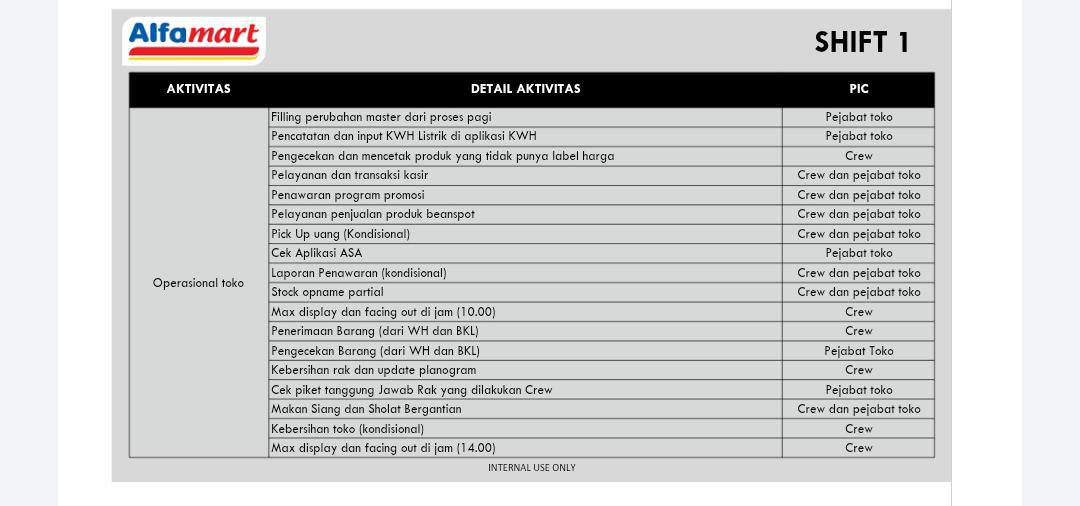 Alfamart
SHIFT 1
AKTIVITAS DETAIL AKTIVITAS PIC
Filling perubahan master dari proses pagi Pejabat toko
Pencatatan dan input KWH Listrik di aplikasi KWH Pejabat toko
Pengecekan dan mencetak produk yang tidak punya label harga Crew
Pelayanan dan transaksi kasir Crew dan pejabat toko
Penawaran program promosi Crew dan pejabat toko
Pelayanan penjualan produk beanspot Crew dan pejabat toko
Pick Up uang (Kondisional) Crew dan pejabat toko
Cek Aplikasi ASA Pejabat toko
Laporan Penawaran (kondisional) Crew dan pejabat toko
Operasional toko
Stock opname partial Crew dan pejabat toko
Max display dan facing out di jam (10.00) Crew
Penerimaan Barang (dari WH dan BKL) Crew
Pengecekan Barang (dari WH dan BKL) Pejabat Toko
Kebersihan rak dan update planogram Crew
Cek piket tanggung Jawab Rak yang dilakukan Crew Pejabat toko
Makan Siang dan Sholat Bergantian Crew dan pejabat toko
Kebersihan toko (kondisional) Crew
Max display dan facing out di jam (14.00) Crew
INTERNAL USE ONLY